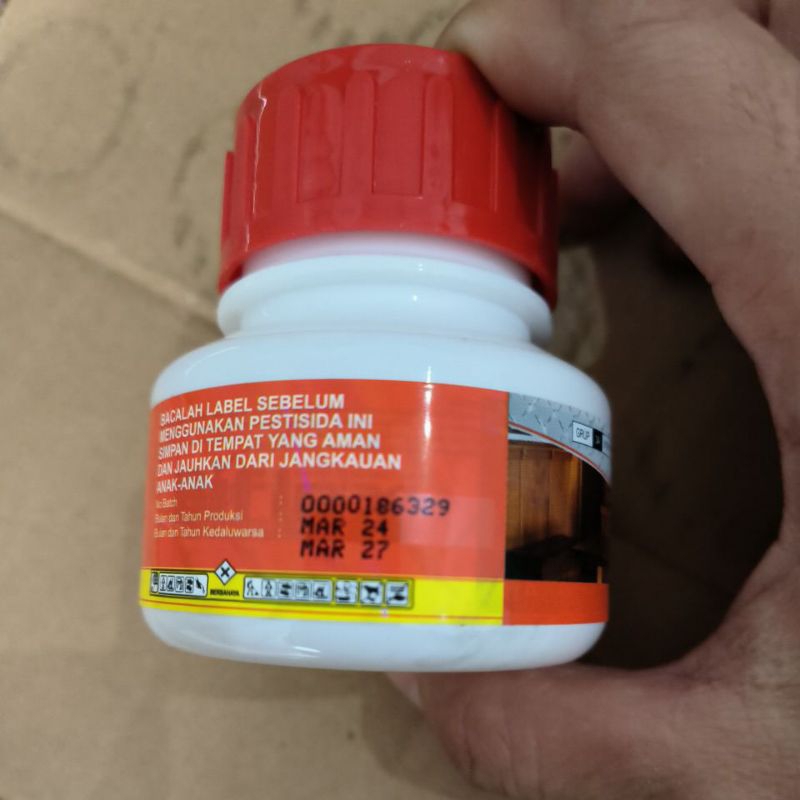 BACALAH LABEL SEBELUM
MENGGUNAKAN PESTISIDA INI
SIMPAN DI TEMPAT YANG AMAN
DAN JAUHKAN DARI JANGKAUAN
ANAK-ANAK
No Batch : 0000186329
Bulan dan Tahun Produksi : MAR 24
Bulan dan Tahun Kedaluwarsa : MAR 27
BERBAHAYA
GRUP